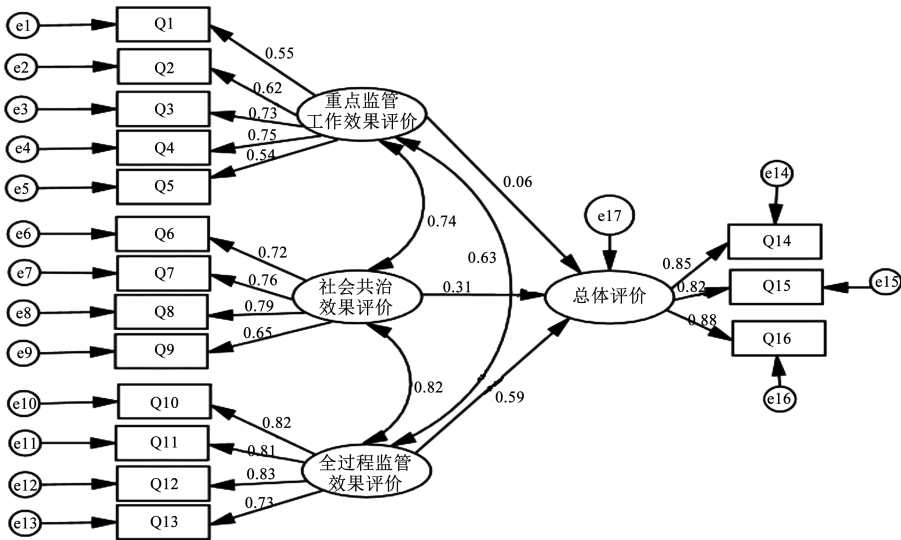 e1
Q1
0.55
e2
Q2
0.62
e3
Q3
0.73
重点监管
工作效果评价
e4
Q4
0.75
e5
Q5
0.54
0.06
0.74
0.63
e6
Q6
0.72
e7
Q7
0.76
社会共治
效果评价
e8
Q8
0.79
e9
Q9
0.65
0.31
0.82
0.59
e10
Q10
0.82
e11
Q11
0.81
全过程监管
效果评价
e12
Q12
0.83
e13
Q13
0.73
e17
总体评价
e14
Q14
0.85
Q15
0.82
e15
Q16
0.88
e16